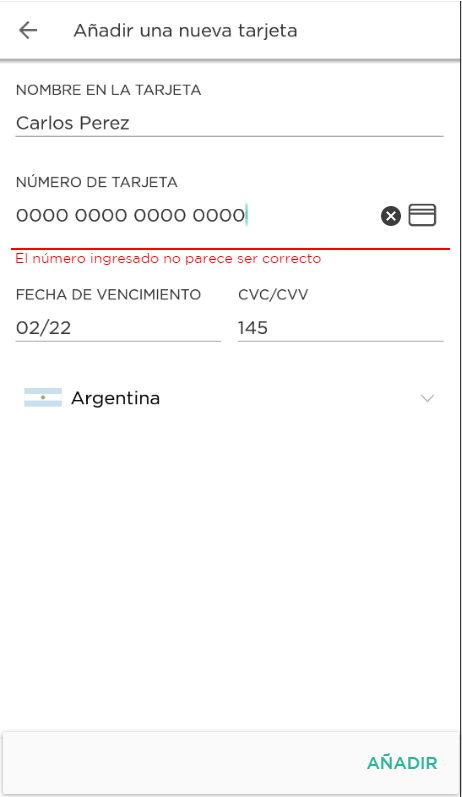 Añadir una nueva tarjeta
NOMBRE EN LA TARJETA
Carlos Perez
NÚMERO DE TARJETA
0000 0000 0000 0000
El número ingresado no parece ser correcto
FECHA DE VENCIMIENTO CVC/CVV
02/22 145
Argentina
AÑADIR